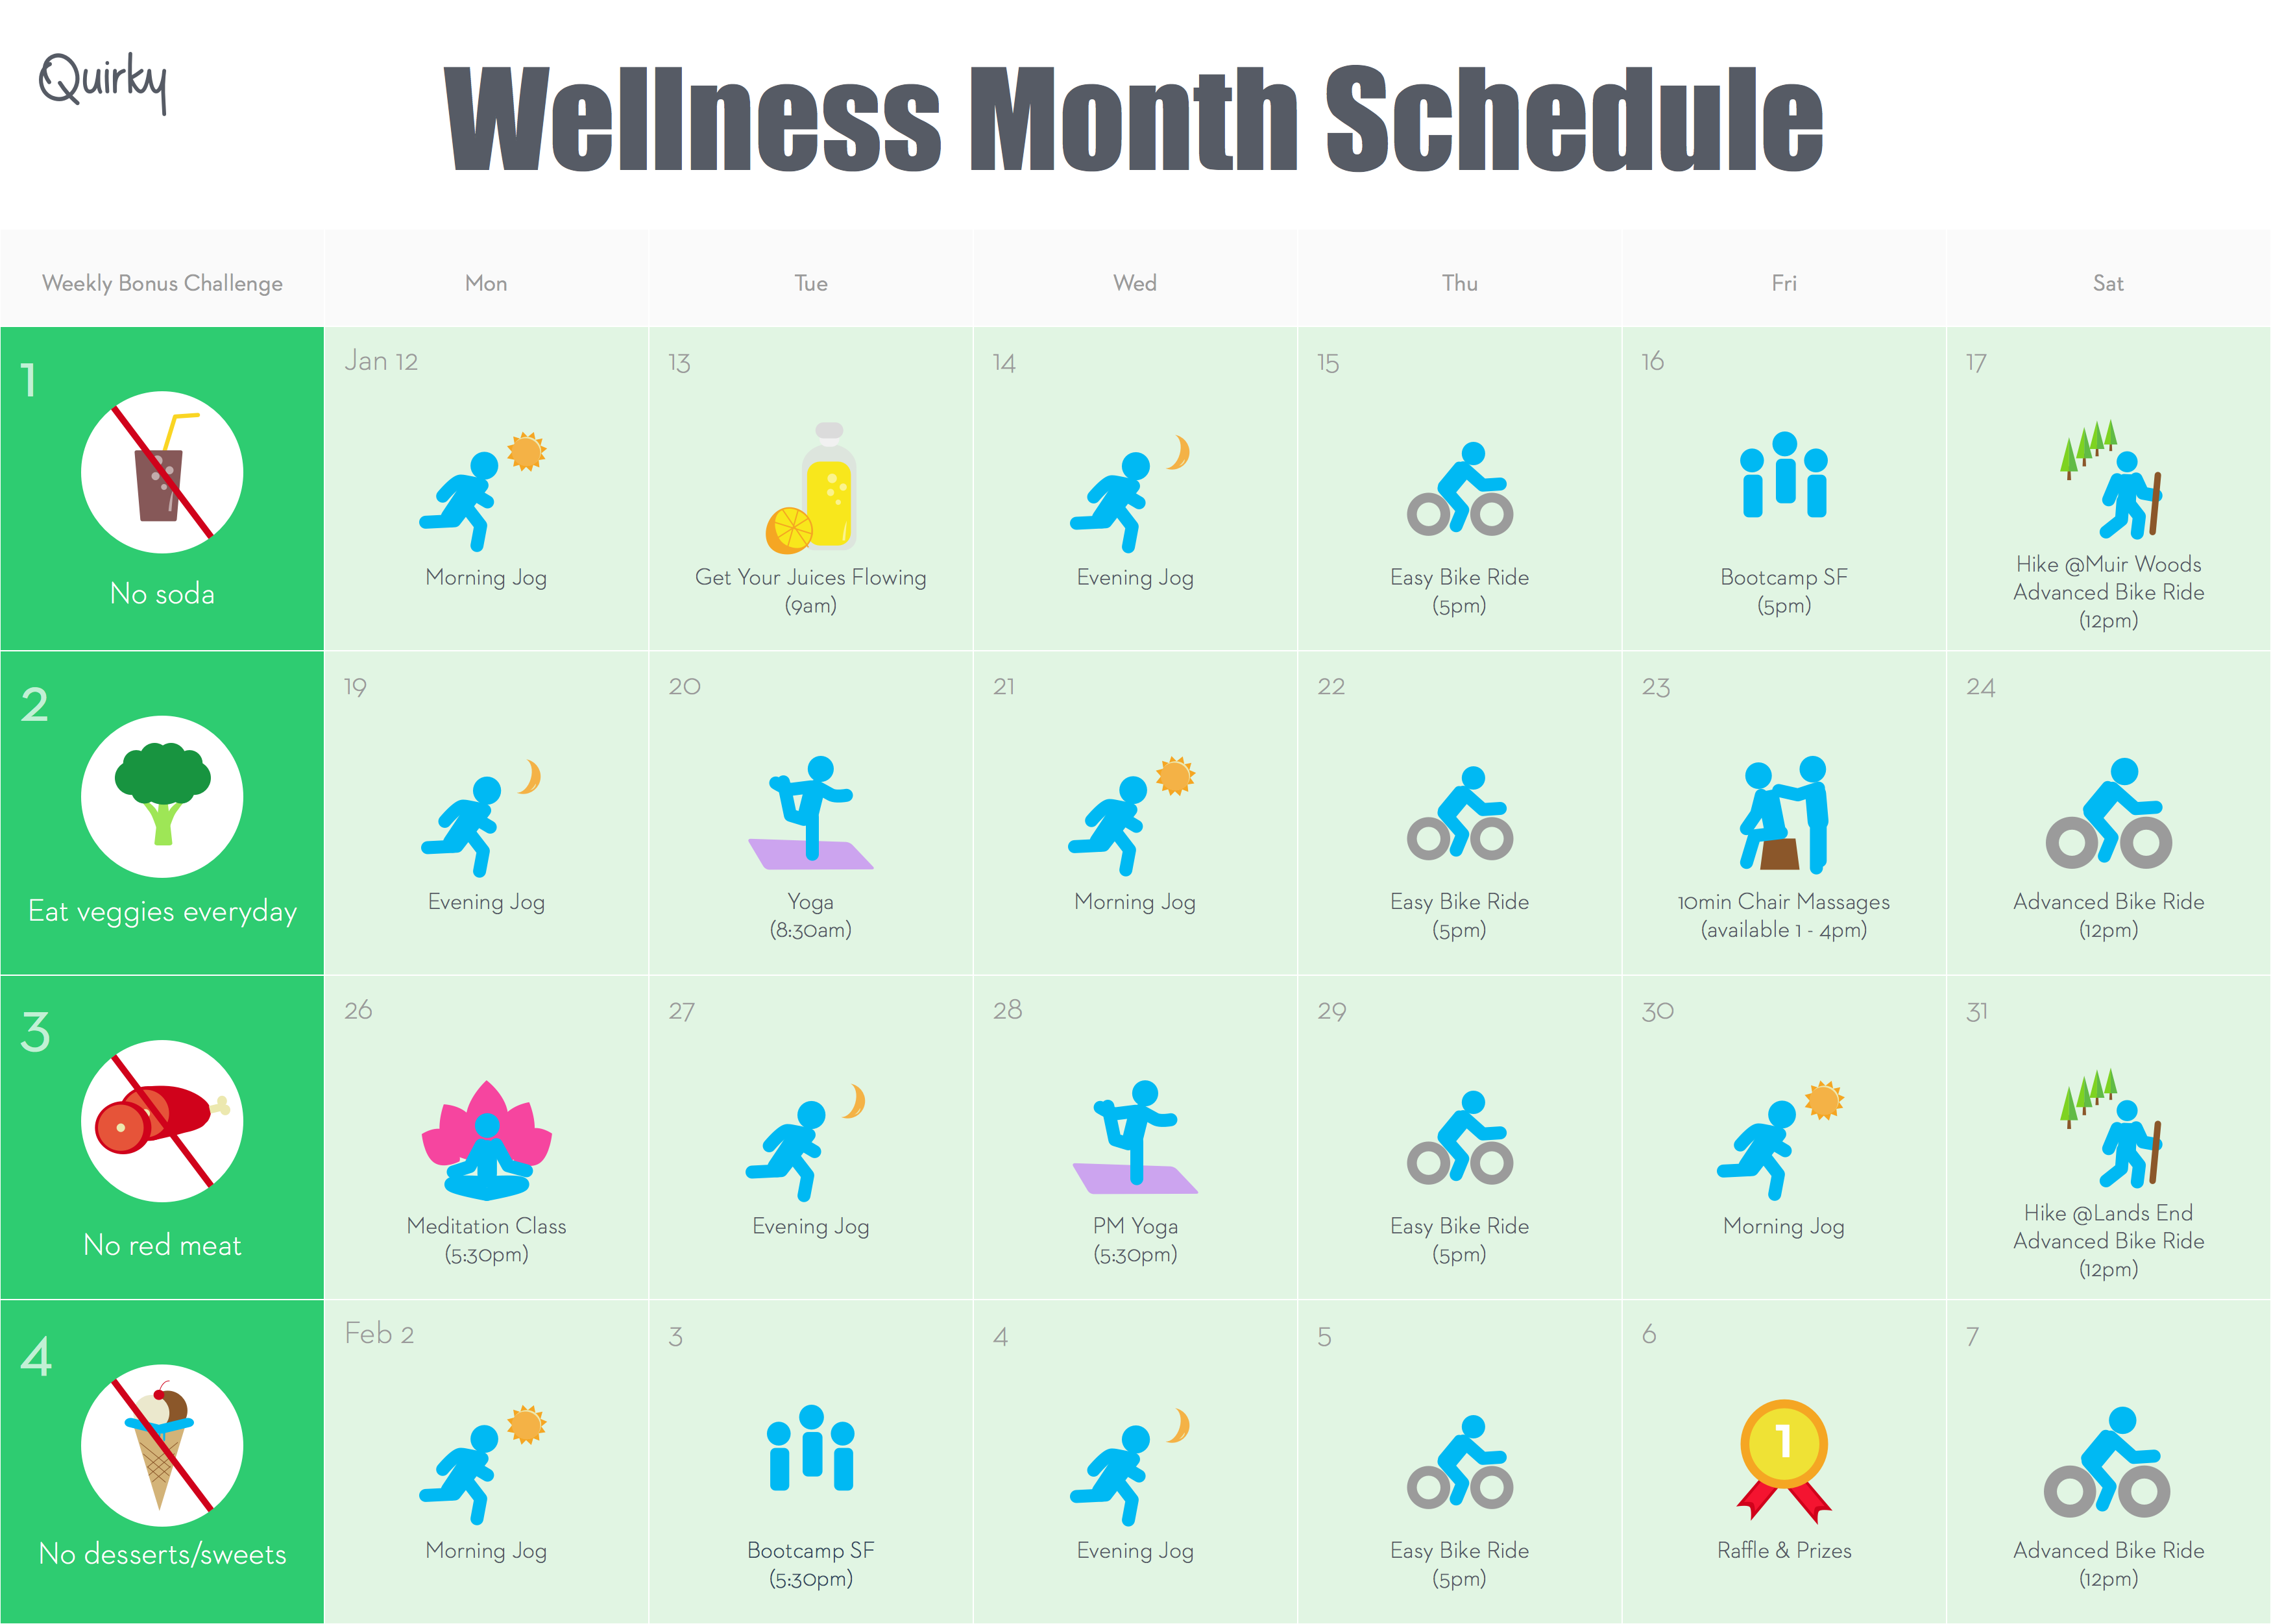 Quirky
Wellness Month Schedule
Weekly Bonus Challenge
Mon
Tue
Wed
Thu
Fri
Sat
1
No soda
Jan 12
Morning Jog
13
Get Your Juices Flowing
(9am)
14
Evening Jog
15
Easy Bike Ride
(5pm)
16
Bootcamp SF
(5pm)
17
Hike @Muir Woods
Advanced Bike Ride
(12pm)
2
Eat veggies everyday
19
Evening Jog
20
Yoga
(8:30am)
21
Morning Jog
22
Easy Bike Ride
(5pm)
23
10min Chair Massages
(available 1 - 4pm)
24
Advanced Bike Ride
(12pm)
3
No red meat
26
Meditation Class
(5:30pm)
27
Evening Jog
28
PM Yoga
(5:30pm)
29
Easy Bike Ride
(5pm)
30
Morning Jog
31
Hike @Lands End
Advanced Bike Ride
(12pm)
4
No desserts/sweets
Feb 2
Morning Jog
3
Bootcamp SF
(5:30pm)
4
Evening Jog
5
Easy Bike Ride
(5pm)
6
1
Raffle & Prizes
7
Advanced Bike Ride
(12pm)